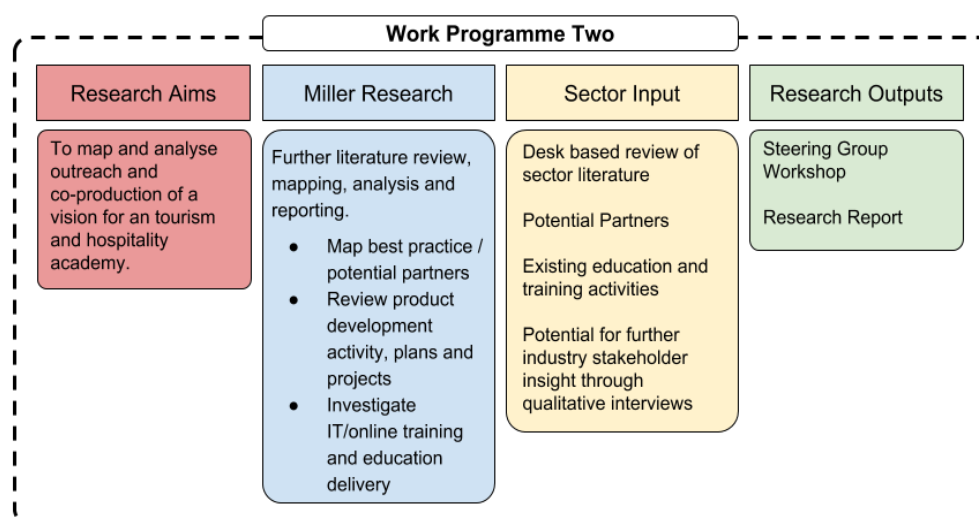 Work Programme Two
Research Aims
To map and analyse
outreach and
co-production of a
vision for an tourism
and hospitality
academy.
Miller Research
Further literature review,
mapping, analysis and
reporting.
● Map best practice /
potential partners
● Review product
development
activity, plans and
projects
● Investigate
IT/online training
and education
delivery
Sector Input
Desk based review of
sector literature
Potential Partners
Existing education and
training activities
Potential for further
industry stakeholder
insight through
qualitative interviews
Research Outputs
Steering Group
Workshop
Research Report